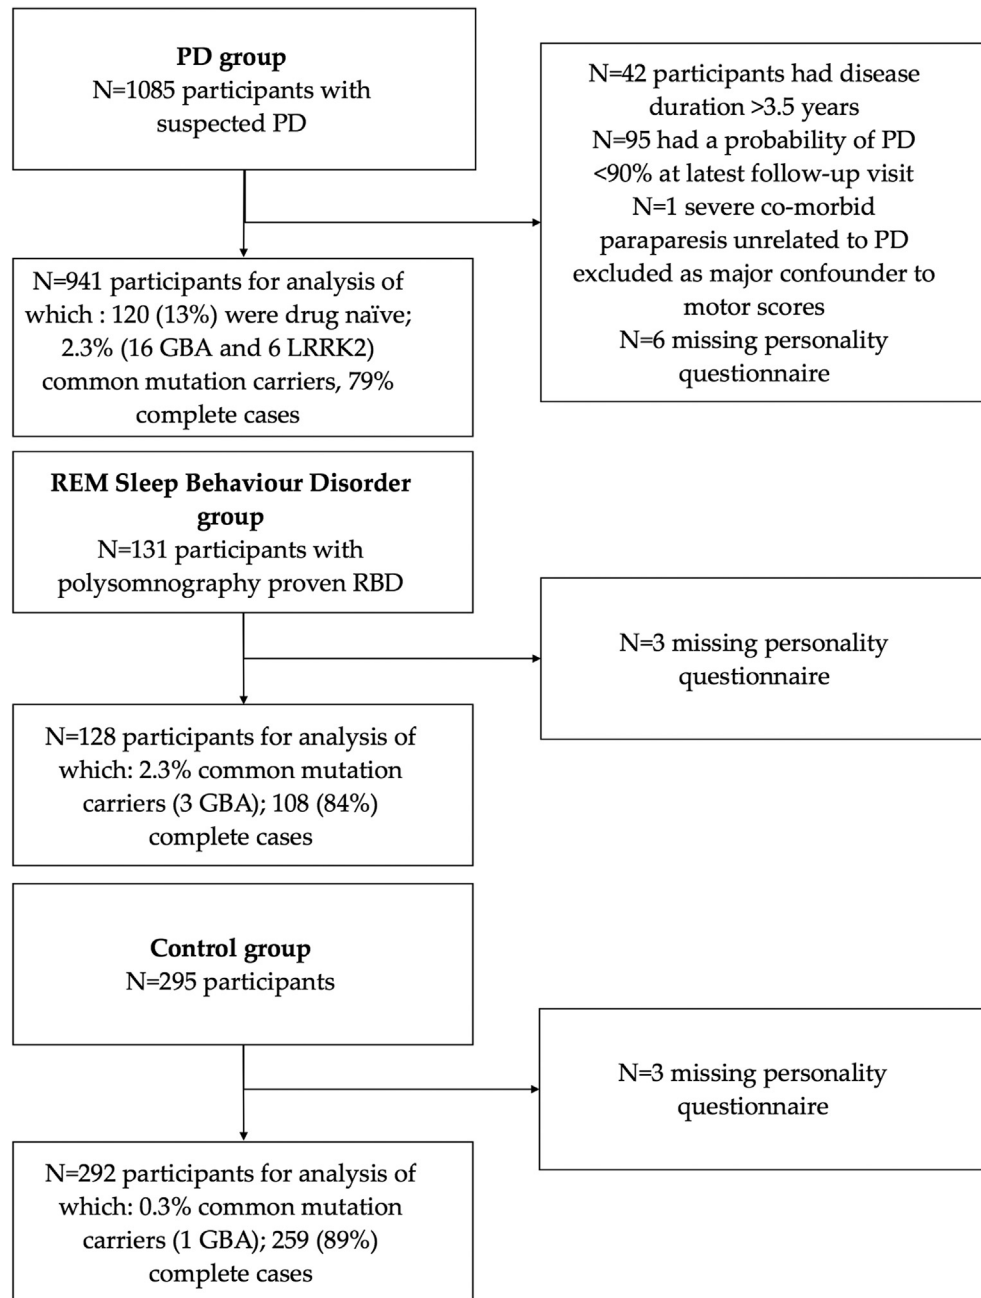 PD group
N=1085 participants with
suspected PD
N=42 participants had disease
duration >3.5 years
N=95 had a probability of PD
<90% at latest follow-up visit
N=1 severe co-morbid
paraparesis unrelated to PD
excluded as major confounder to
motor scores
N=6 missing personality
questionnaire
N=941 participants for analysis of
which : 120 (13%) were drug naïve;
2.3% (16 GBA and 6 LRRK2)
common mutation carriers, 79%
complete cases
REM Sleep Behaviour Disorder
group
N=131 participants with
polysomnography proven RBD
N=3 missing personality
questionnaire
N=128 participants for analysis of
which: 2.3% common mutation
carriers (3 GBA); 108 (84%)
complete cases
Control group
N=295 participants
N=3 missing personality
questionnaire
N=292 participants for analysis of
which: 0.3% common mutation
carriers (1 GBA); 259 (89%)
complete cases